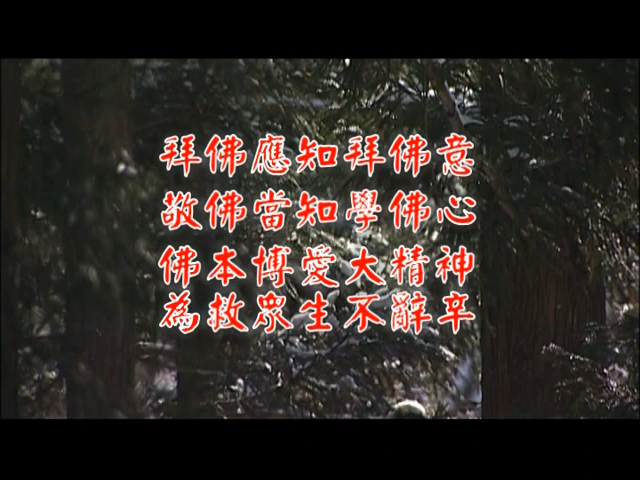 拜佛應知拜佛意
敬佛當知學佛心
佛本博愛大精神
為救眾生不辭辛